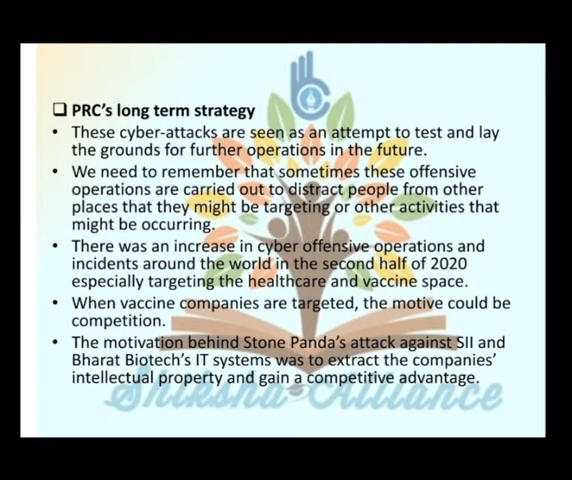 ❑ PRC's long term strategy
• These cyber-attacks are seen as an attempt to test and lay
the grounds for further operations in the future.
• We need to remember that sometimes these offensive
operations are carried out to distract people from other
places that they might be targeting or other activities that
might be occurring.
• There was an increase in cyber offensive operations and
incidents around the world in the second half of 2020
especially targeting the healthcare and vaccine space.
• When vaccine companies are targeted, the motive could be
competition.
• The motivation behind Stone Panda's attack against SII and
Bharat Biotech's IT systems was to extract the companies'
intellectual property and gain a competitive advantage.
Shiksha Alliance